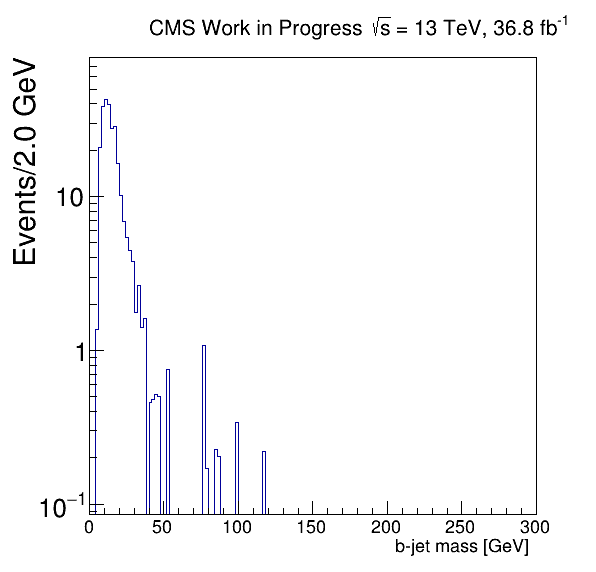 CMS Work in Progress √s = 13 TeV, 36.8 fb⁻¹
Events/2.0 GeV
10
1
10⁻¹
0 50 100 150 200 250 300
b-jet mass [GeV]